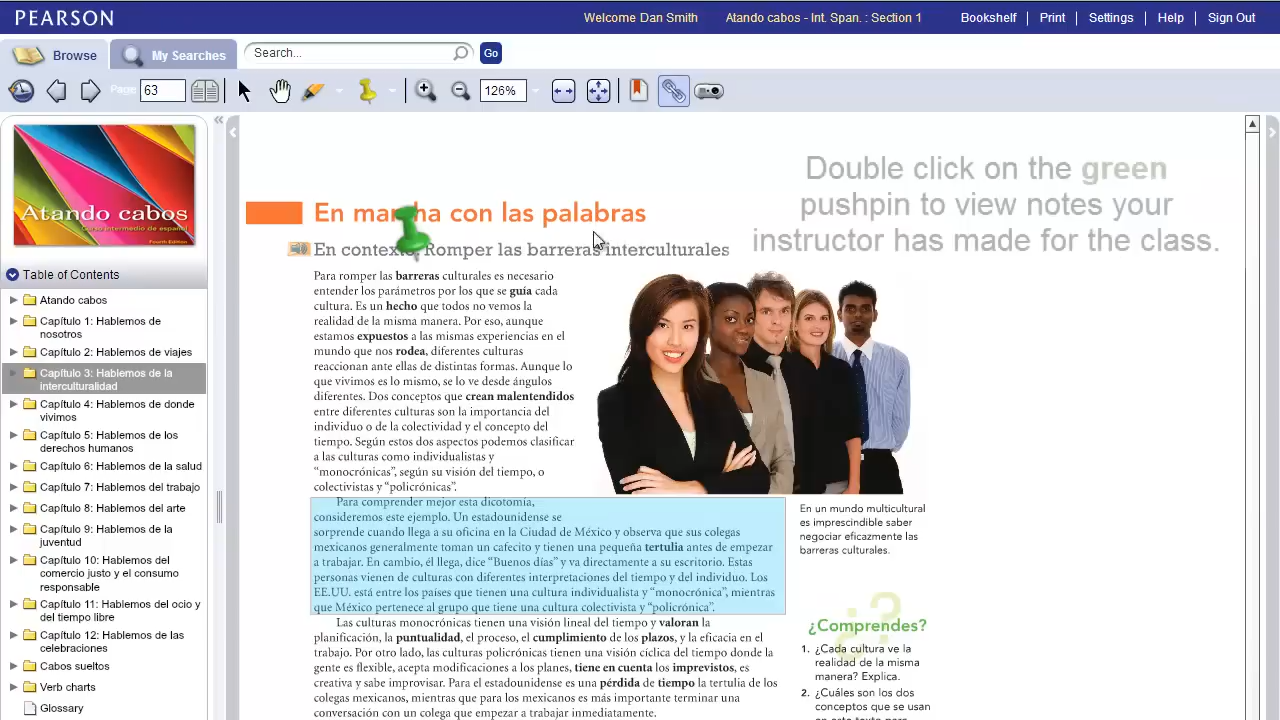 PEARSON
Welcome Dan Smith
Atando cabos - Int. Span. : Section 1
Bookshelf | Print | Settings | Help | Sign Out
Browse
My Searches
Search...
Go
Page
63
126%
Double click on the green
pushpin to view notes your
instructor has made for the class.
Atando cabos
Curso intermedio de español
Fourth Edition
Table of Contents
Atando cabos
Capítulo 1: Hablemos de
nosotros
Capítulo 2: Hablemos de viajes
Capítulo 3: Hablemos de la
interculturalidad
Capítulo 4: Hablemos de donde
vivimos
Capítulo 5: Hablemos de los
derechos humanos
Capítulo 6: Hablemos de la salud
Capítulo 7: Hablemos del trabajo
Capítulo 8: Hablemos del arte
Capítulo 9: Hablemos de la
juventud
Capítulo 10: Hablemos del
comercio justo y el consumo
responsable
Capítulo 11: Hablemos del ocio y
del tiempo libre
Capítulo 12: Hablemos de las
celebraciones
Cabos sueltos
Verb charts
Glossary
En marcha con las palabras
En contexto: Romper las barreras interculturales
Para romper las barreras culturales es necesario
entender los parámetros por los que se guía cada
cultura. Es un hecho que todos no vemos la
realidad de la misma manera. Por eso, aunque
estamos expuestos a las mismas experiencias en el
mundo que nos rodea, diferentes culturas
reaccionan ante ellas de distintas formas. Aunque lo
que vivimos es lo mismo, se lo ve desde ángulos
diferentes. Dos conceptos que crean malentendidos
entre diferentes culturas son la importancia del
individuo o de la colectividad y el concepto del
tiempo. Según estos dos aspectos podemos clasificar
a las culturas como individualistas y
“monocrónicas”, según su visión del tiempo, o
colectivistas y “policrónicas”.
Para comprender mejor esta dicotomía,
consideremos este ejemplo. Un estadounidense se
sorprende cuando llega a su oficina en la Ciudad de México y observa que sus colegas
mexicanos generalmente toman un cafecito y tienen una pequeña tertulia antes de empezar
a trabajar. En cambio, él llega, dice “Buenos días” y va directamente a su escritorio. Estas
personas vienen de culturas con diferentes interpretaciones del tiempo y del individuo. Los
EE.UU. está entre los países que tienen una cultura individualista y “monocrónica”, mientras
que México pertenece al grupo que tiene una cultura colectivista y “policrónica”.
Las culturas monocrónicas tienen una visión lineal del tiempo y valoran la
planificación, la puntualidad, el proceso, el cumplimiento de los plazos, y la eficacia en el
trabajo. Por otro lado, las culturas policrónicas tienen una visión cíclica del tiempo donde la
gente es flexible, acepta modificaciones a los planes, tiene en cuenta los imprevistos, es
creativa y sabe improvisar. Para el estadounidense es una pérdida de tiempo la tertulia de los
colegas mexicanos, mientras que para los mexicanos es más importante terminar una
conversación con un colega que empezar a trabajar inmediatamente.
En un mundo multicultural
es imprescindible saber
negociar eficazmente las
barreras culturales.
¿Comprendes?
1. ¿Cada cultura ve la
realidad de la misma
manera? Explica.
2. ¿Cuáles son los dos
conceptos que se usan
en este texto para